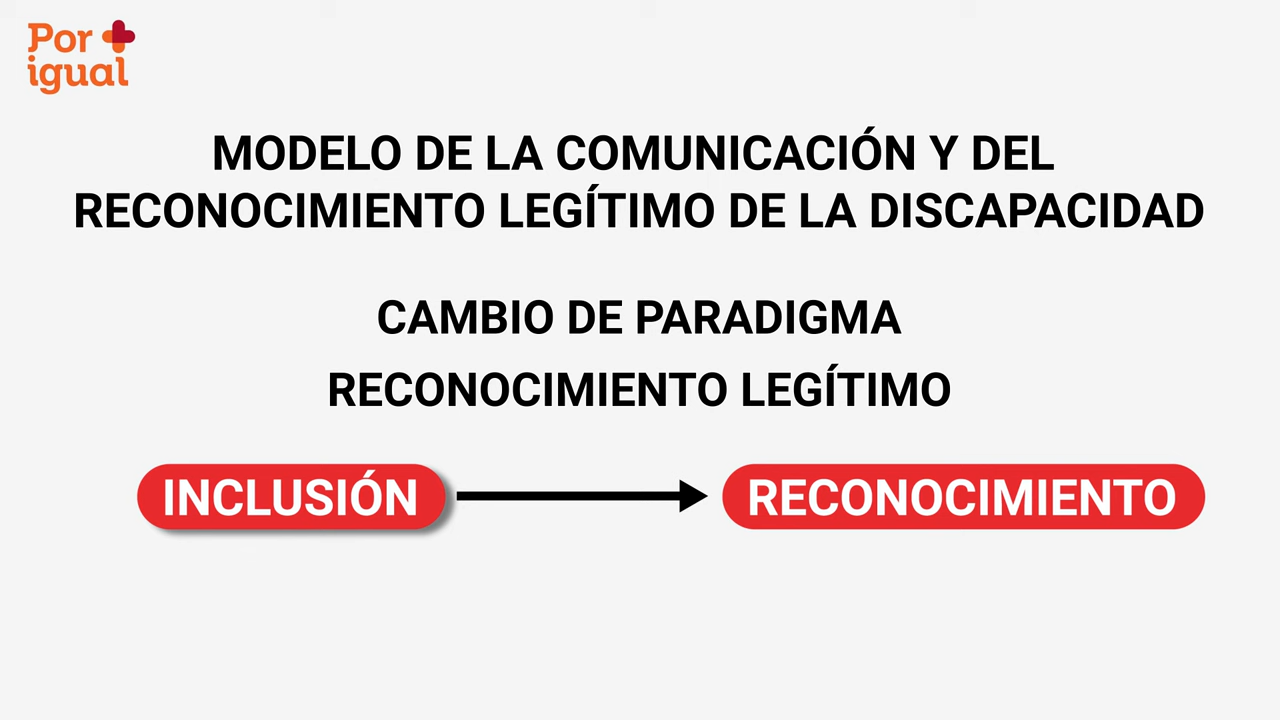 Por
igual
MODELO DE LA COMUNICACIÓN Y DEL
RECONOCIMIENTO LEGÍTIMO DE LA DISCAPACIDAD
CAMBIO DE PARADIGMA
RECONOCIMIENTO LEGÍTIMO
INCLUSIÓN
RECONOCIMIENTO